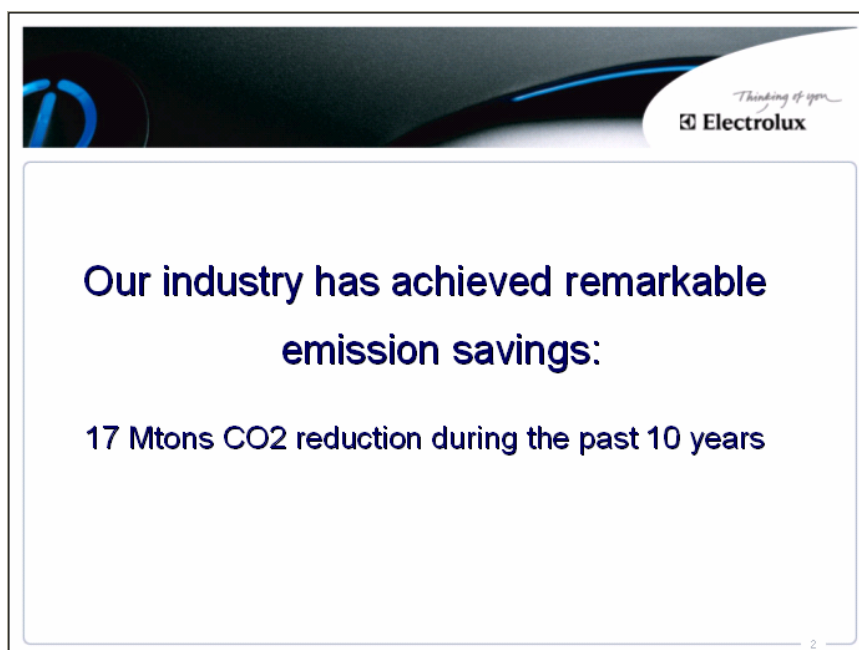 Thinking of you
Electrolux
Our industry has achieved remarkable
emission savings:
17 Mtons CO2 reduction during the past 10 years
2